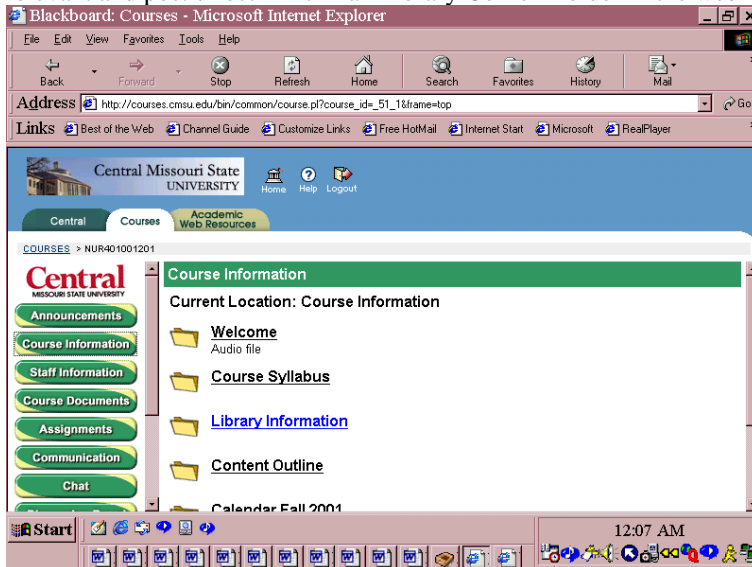 Blackboard: Courses - Microsoft Internet Explorer
File Edit View Favorites Tools Help
Back Forward Stop Refresh Home Search Favorites History Mail
Address http://courses.cmsu.edu/bin/common/course.pl?course_id=_51_1&frame=top Go
Links Best of the Web Channel Guide Customize Links Free HotMail Internet Start Microsoft RealPlayer
Central Missouri State
UNIVERSITY
Home Help Logout
Central Courses Academic
Web Resources
COURSES > NUR401001201
Central
MISSOURI STATE UNIVERSITY
Announcements
Course Information
Staff Information
Course Documents
Assignments
Communication
Chat
Course Information
Current Location: Course Information
Welcome
Audio file
Course Syllabus
Library Information
Content Outline
Calendar Fall 2001
Start
12:07 AM